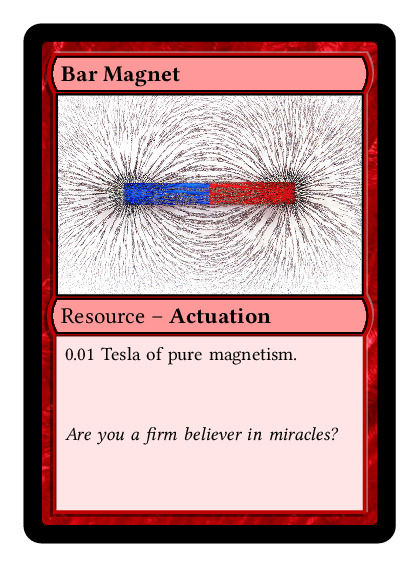 Bar Magnet
Resource – Actuation
0.01 Tesla of pure magnetism.
Are you a firm believer in miracles?